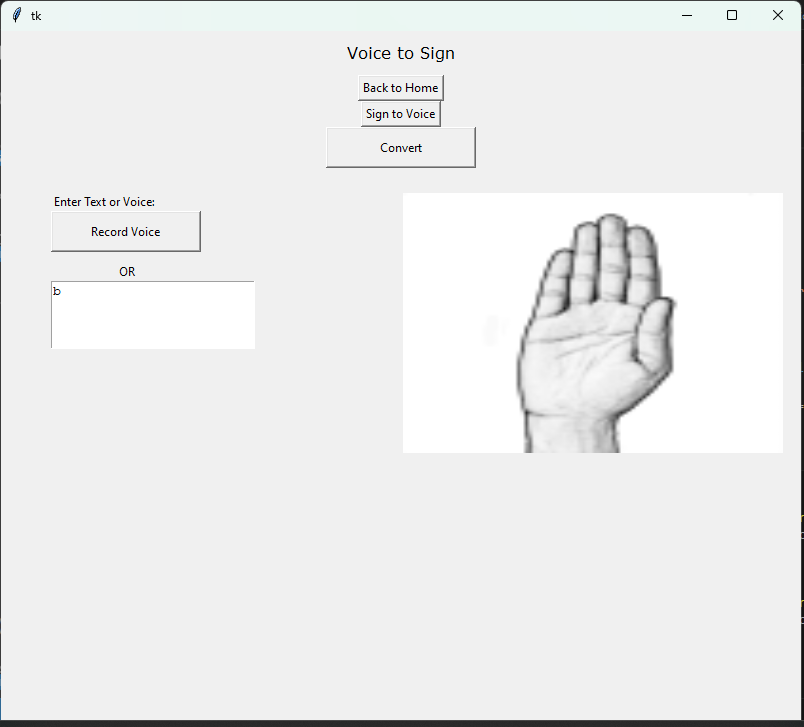 tk
Voice to Sign
Back to Home
Sign to Voice
Convert
Enter Text or Voice:
Record Voice
OR
b